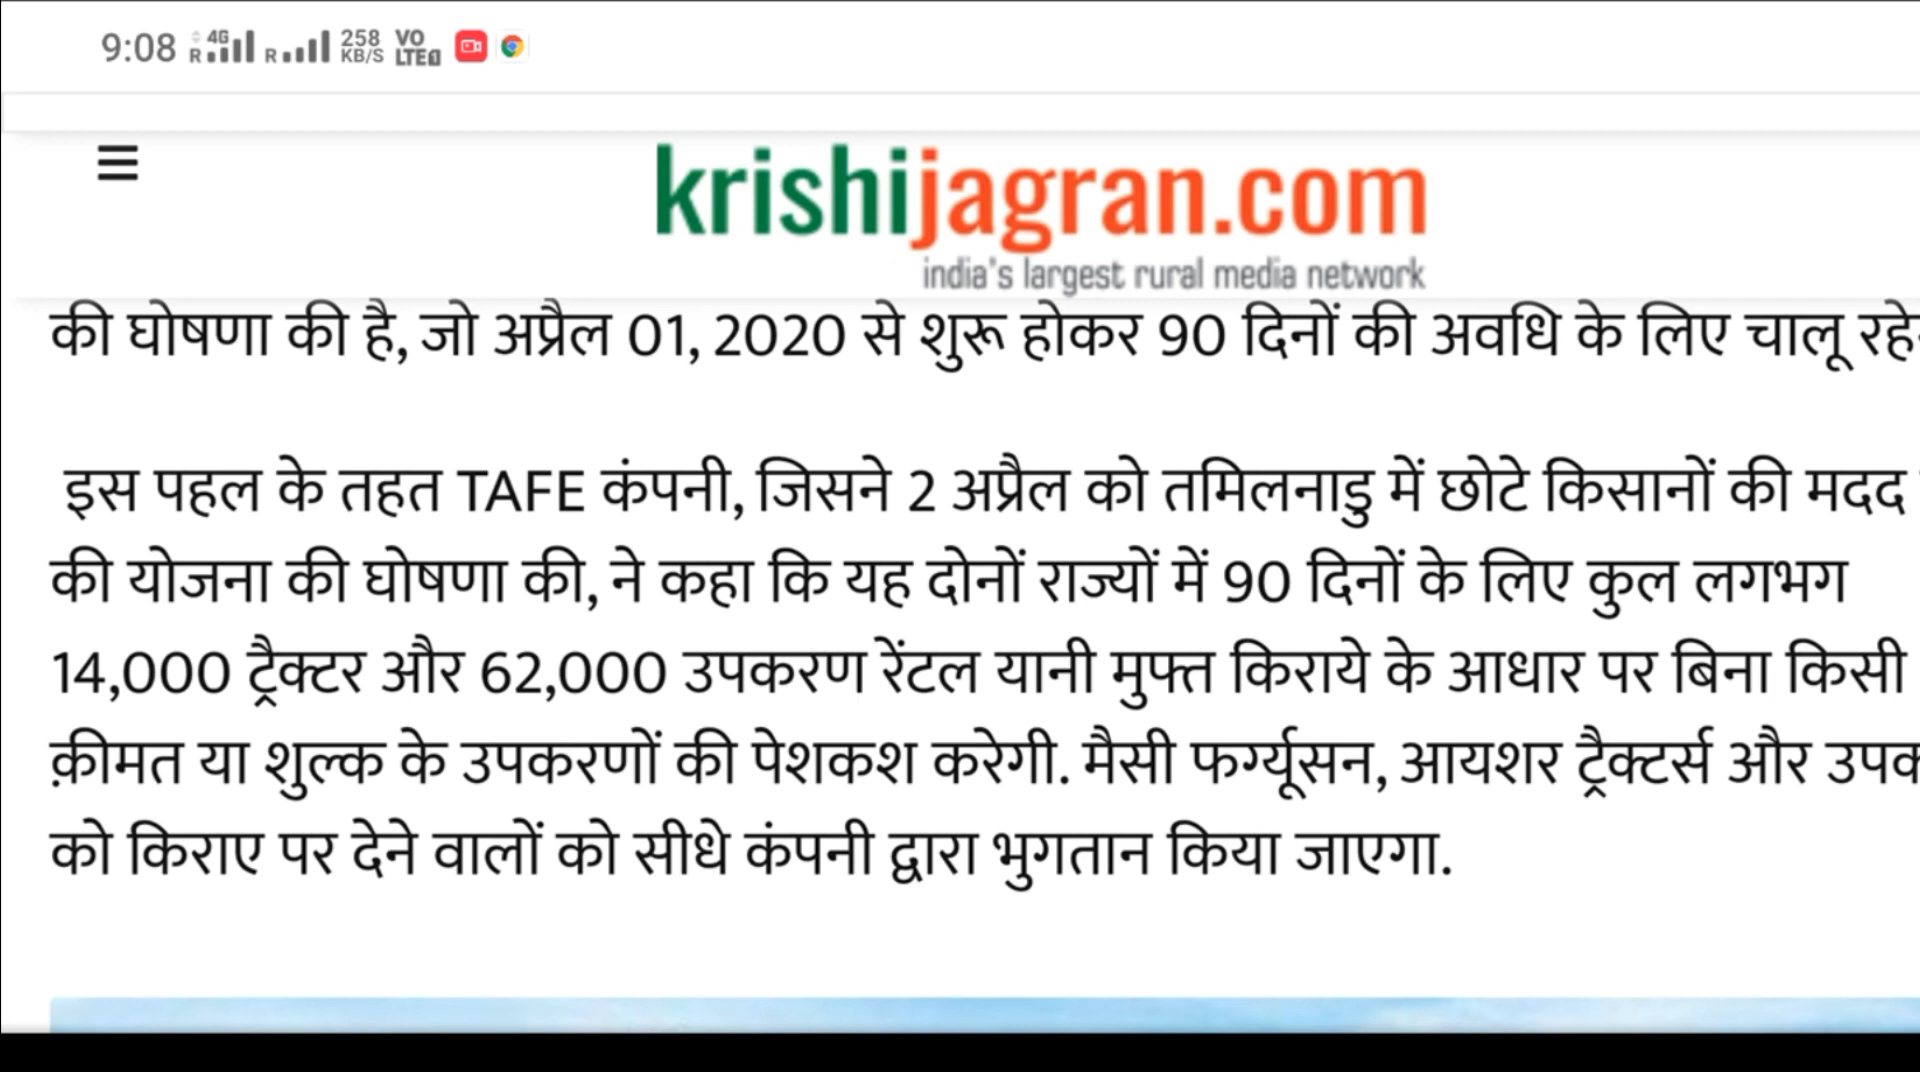 9:08 4G R R 258 KB/S VO LTE
krishijagran.com
india's largest rural media network
की घोषणा की है, जो अप्रैल 01, 2020 से शुरू होकर 90 दिनों की अवधि के लिए चालू
इस पहल के तहत TAFE कंपनी, जिसने 2 अप्रैल को तमिलनाडु में छोटे किसानों की मदद
की योजना की घोषणा की, ने कहा कि यह दोनों राज्यों में 90 दिनों के लिए कुल लगभग
14,000 ट्रैक्टर और 62,000 उपकरण रेंटल यानी मुफ्त किराये के आधार पर बिना किसी
क़ीमत या शुल्क के उपकरणों की पेशकश करेगी. मैसी फर्ग्यूसन, आयशर ट्रैक्टर्स और
को किराए पर देने वालों को सीधे कंपनी द्वारा भुगतान किया जाएगा.